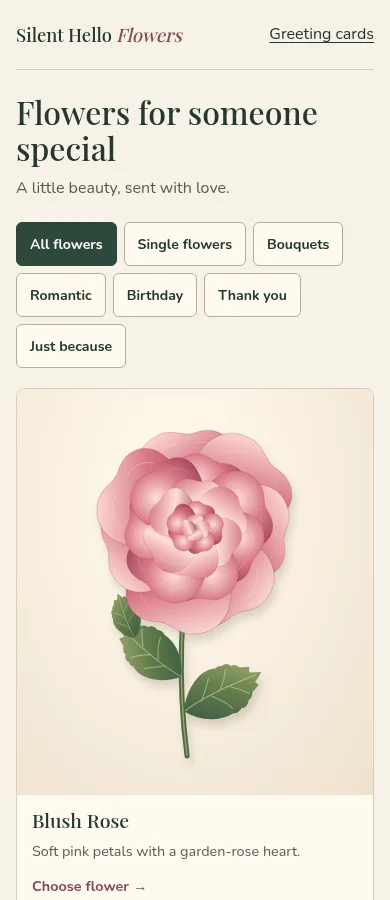 Silent Hello Flowers
Greeting cards
Flowers for someone
special
A little beauty, sent with love.
All flowers
Single flowers
Bouquets
Romantic
Birthday
Thank you
Just because
Blush Rose
Soft pink petals with a garden-rose heart.
Choose flower →